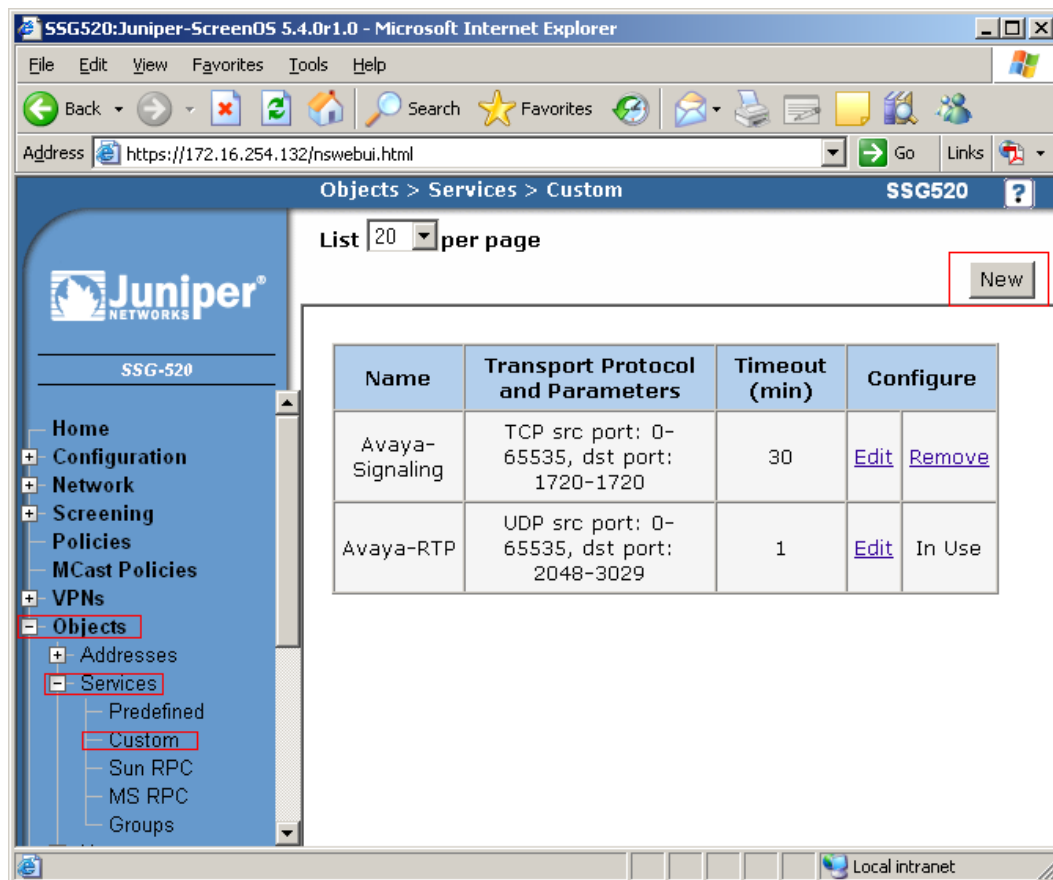 SSG520:Juniper-ScreenOS 5.4.0r1.0 - Microsoft Internet Explorer
File Edit View Favorites Tools Help
Back Search Favorites
Address https://172.16.254.132/nswebui.html Go Links
Objects > Services > Custom SSG520 ?
List 20 per page
New
Juniper®
NETWORKS
SSG-520
Home
Configuration
Network
Screening
Policies
MCast Policies
VPNs
Objects
Addresses
Services
Predefined
Custom
Sun RPC
MS RPC
Groups
Name Transport Protocol and Parameters Timeout (min) Configure
Avaya-Signaling TCP src port: 0-65535, dst port: 1720-1720 30 Edit Remove
Avaya-RTP UDP src port: 0-65535, dst port: 2048-3029 1 Edit In Use
Local intranet